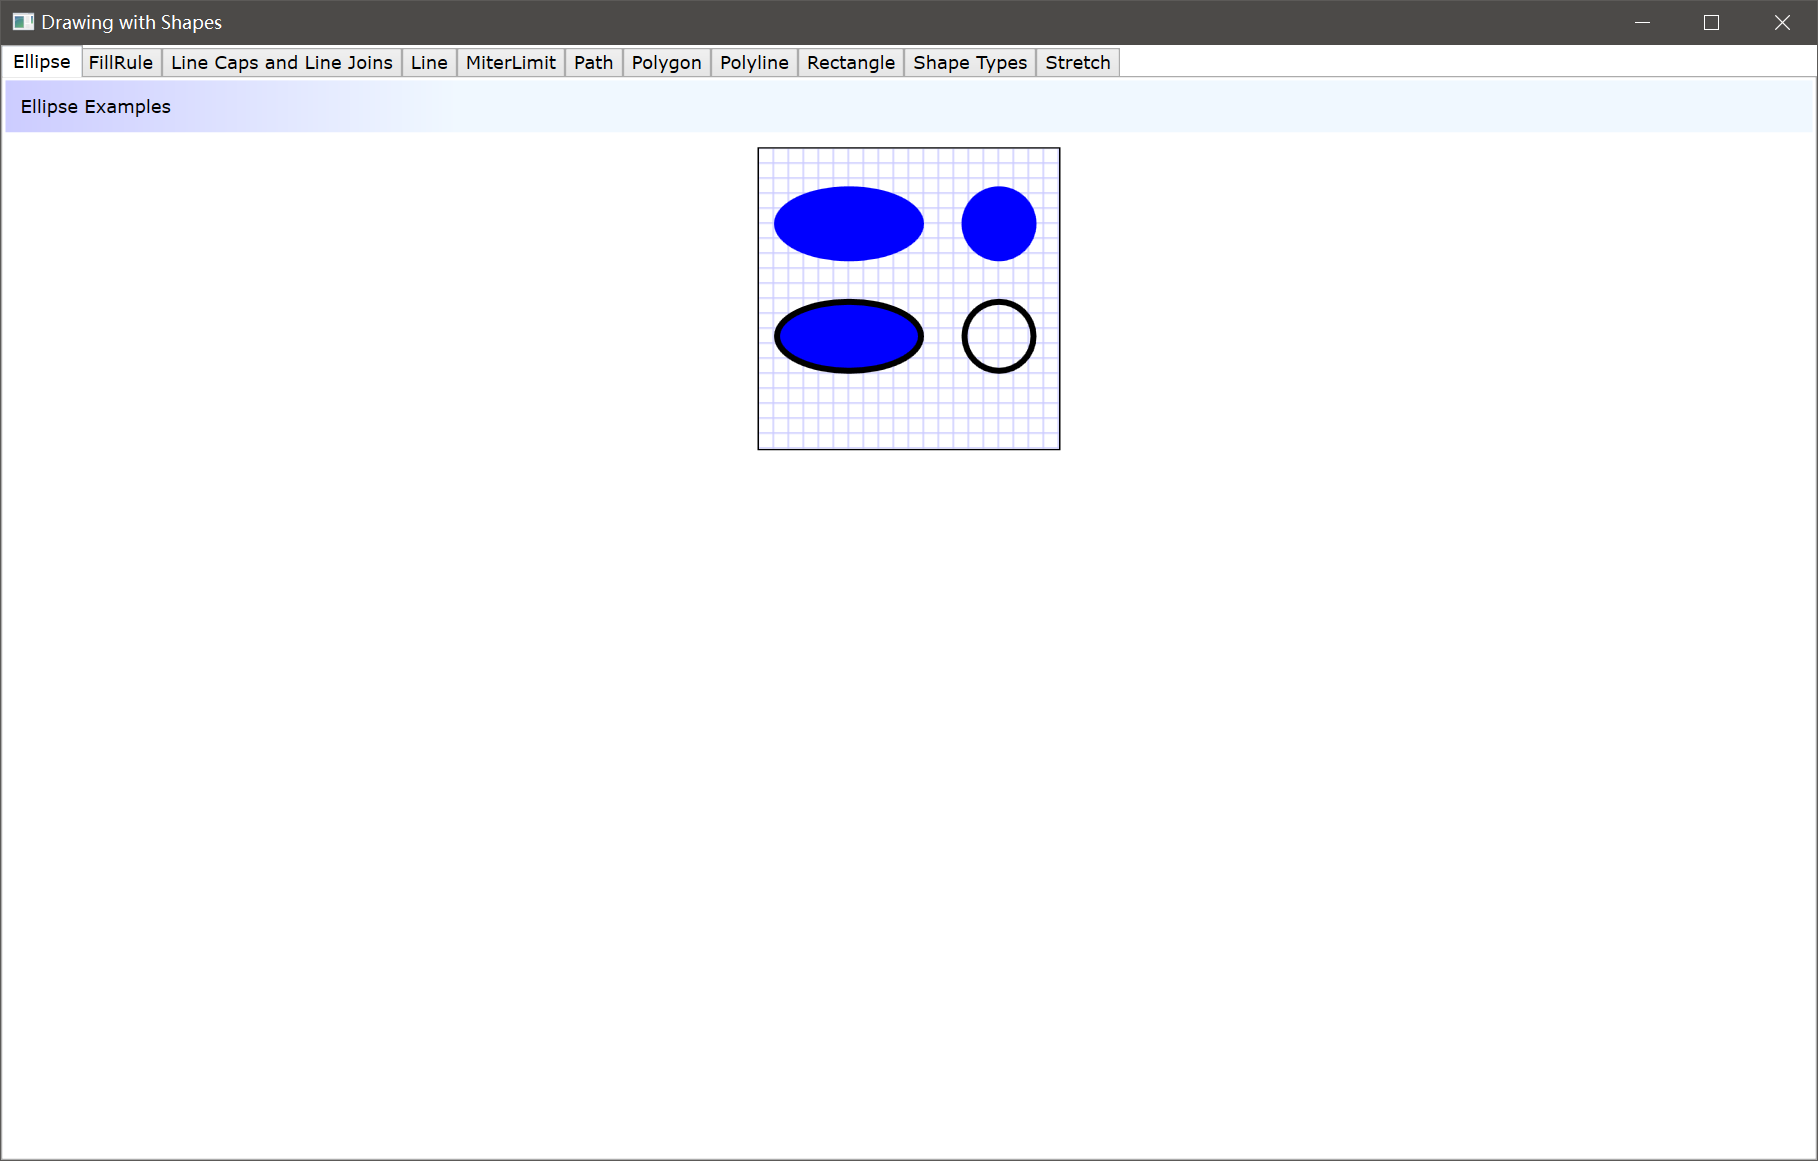 Drawing with Shapes
Ellipse FillRule Line Caps and Line Joins Line MiterLimit Path Polygon Polyline Rectangle Shape Types Stretch
Ellipse Examples